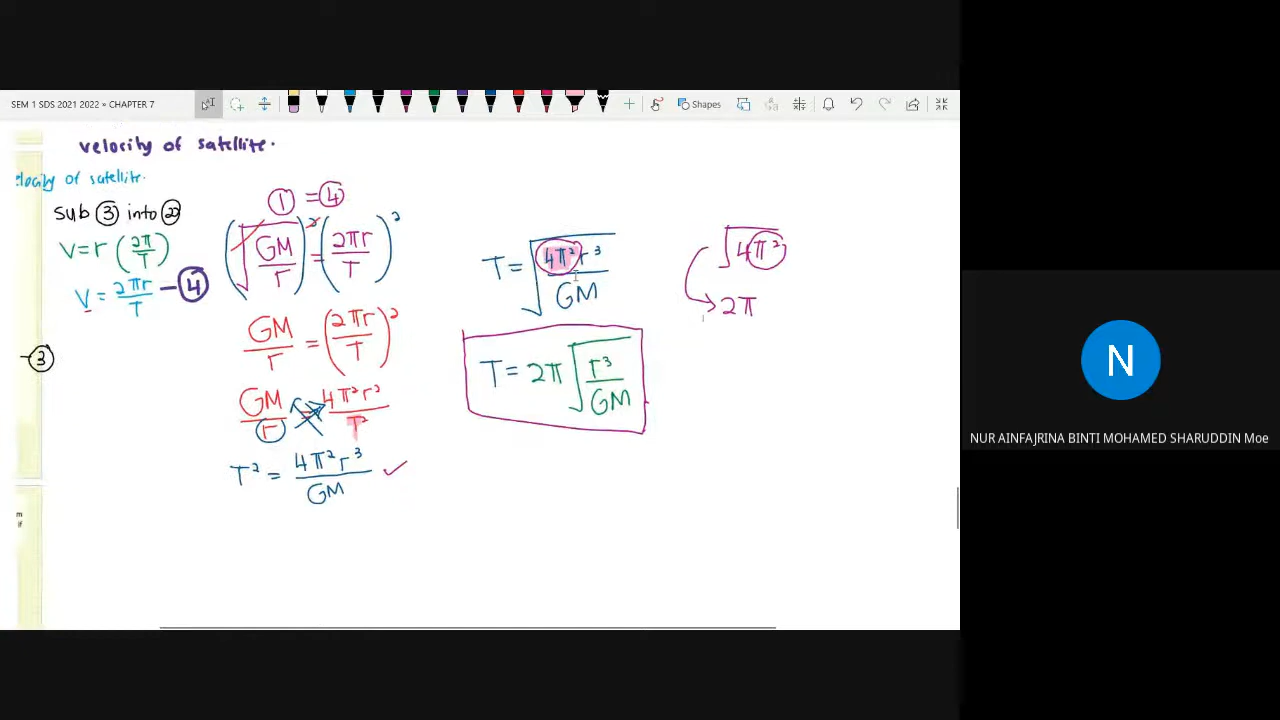 SEM 1 SDS 2021 2022 » CHAPTER 7
Shapes
velocity of satellite.
elocity of satellite.
Sub ③ into
V = r (2π/T)
V = 2πr/T — ④
- ③
① = ④
(√(GM/r))² = (2πr/T)²
GM/r = (2πr/T)²
GM/r = 4π²r²/T²
T² = 4π²r³/GM ✓
T = √(4π²r³/GM)
T = 2π √(r³/GM)
√(4π²)
→ 2π
m
if
N
NUR AINFAJRINA BINTI MOHAMED SHARUDDIN Moe